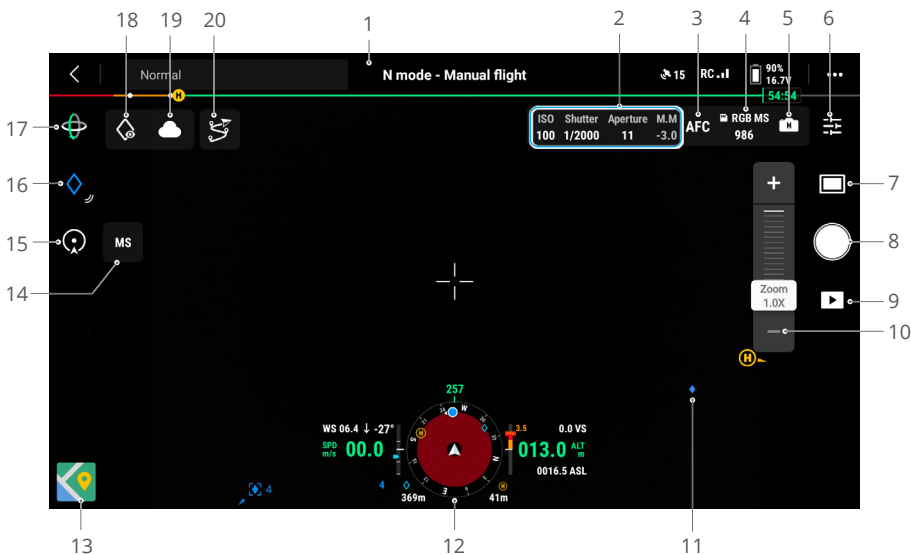 18 19 20 1 2 3 4 5 6
Normal
N mode - Manual flight
15 RC 90%
16.7V
H 54:54
ISO Shutter Aperture M.M
100 1/2000 11 -3.0
AFC
RGB MS
986
17
16
15
14
MS
+
Zoom
1.0X
−
7
8
9
10
H
257
W
N
E
S
H
WS 06.4 ↓ -27°
SPD
m/s
00.0
3.5
0.0 VS
013.0 ALT
m
0016.5 ASL
4
4
369m
H
41m
13 12 11